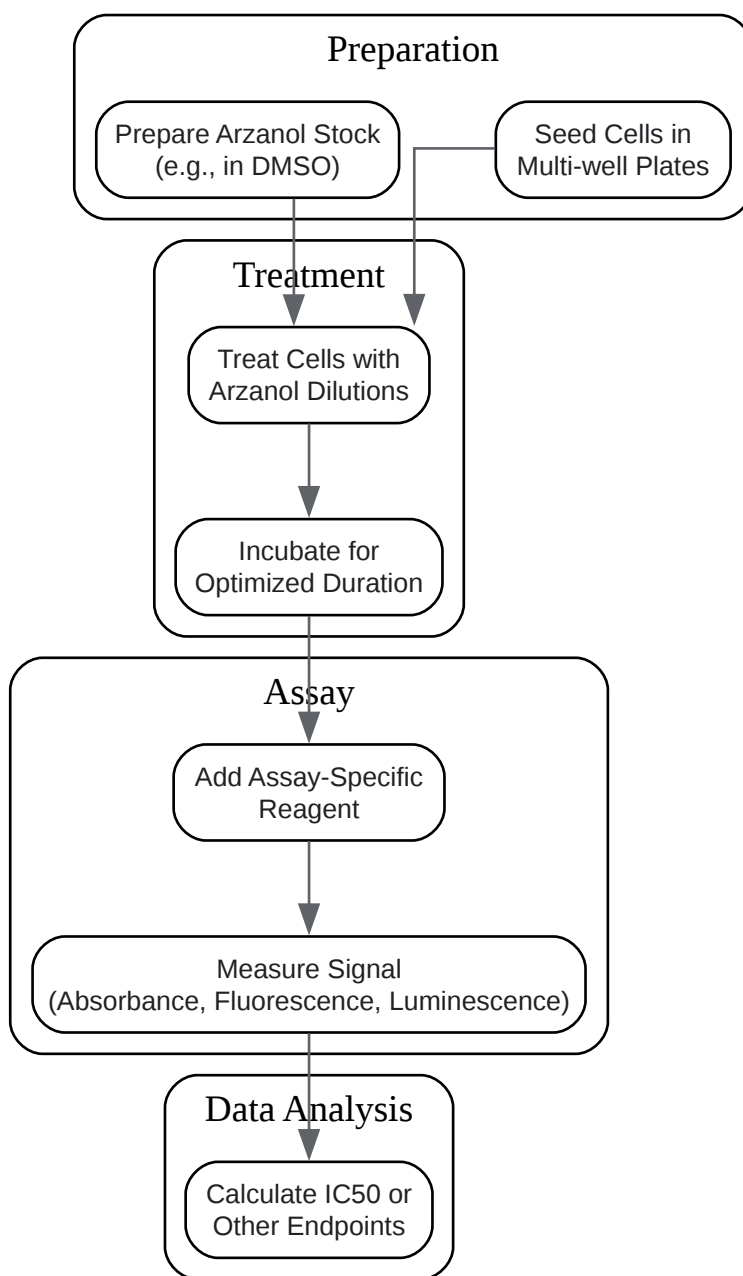 Preparation
Prepare Arzanol Stock
(e.g., in DMSO)
Seed Cells in
Multi-well Plates
Treatment
Treat Cells with
Arzanol Dilutions
Incubate for
Optimized Duration
Assay
Add Assay-Specific
Reagent
Measure Signal
(Absorbance, Fluorescence, Luminescence)
Data Analysis
Calculate IC50 or
Other Endpoints